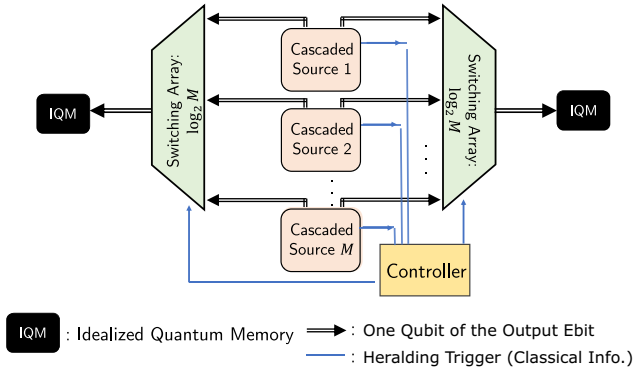 Cascaded
Source 1
Cascaded
Source 2
Cascaded
Source M
Switching Array:
log₂ M
Switching Array:
log₂ M
IQM
IQM
Controller
IQM : Idealized Quantum Memory
: One Qubit of the Output Ebit
: Heralding Trigger (Classical Info.)